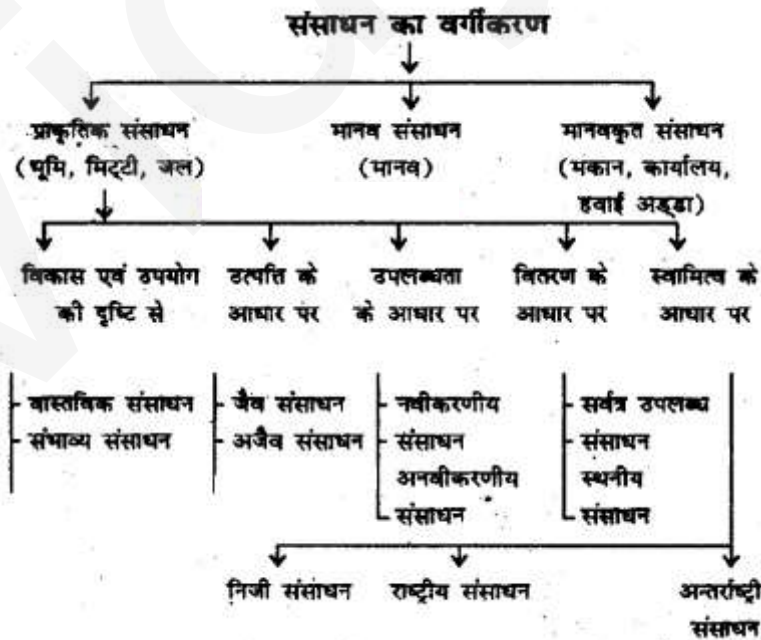 संसाधन का वर्गीकरण
प्राकृतिक संसाधन
(भूमि, मिट्टी, जल)
मानव संसाधन
(मानव)
मानवकृत संसाधन
(मकान, कार्यालय,
हवाई अड्डा)
विकास एवं उपयोग
की दृष्टि से
उत्पत्ति के
आधार पर
उपलब्धता
के आधार पर
वितरण के
आधार पर
स्वामित्व के
आधार पर
वास्तविक संसाधन
संभाव्य संसाधन
जैव संसाधन
अजैव संसाधन
नवीकरणीय
संसाधन
अनवीकरणीय
संसाधन
सर्वत्र उपलब्ध
संसाधन
स्थनीय
संसाधन
निजी संसाधन
राष्ट्रीय संसाधन
अन्तर्राष्ट्री
संसाधन